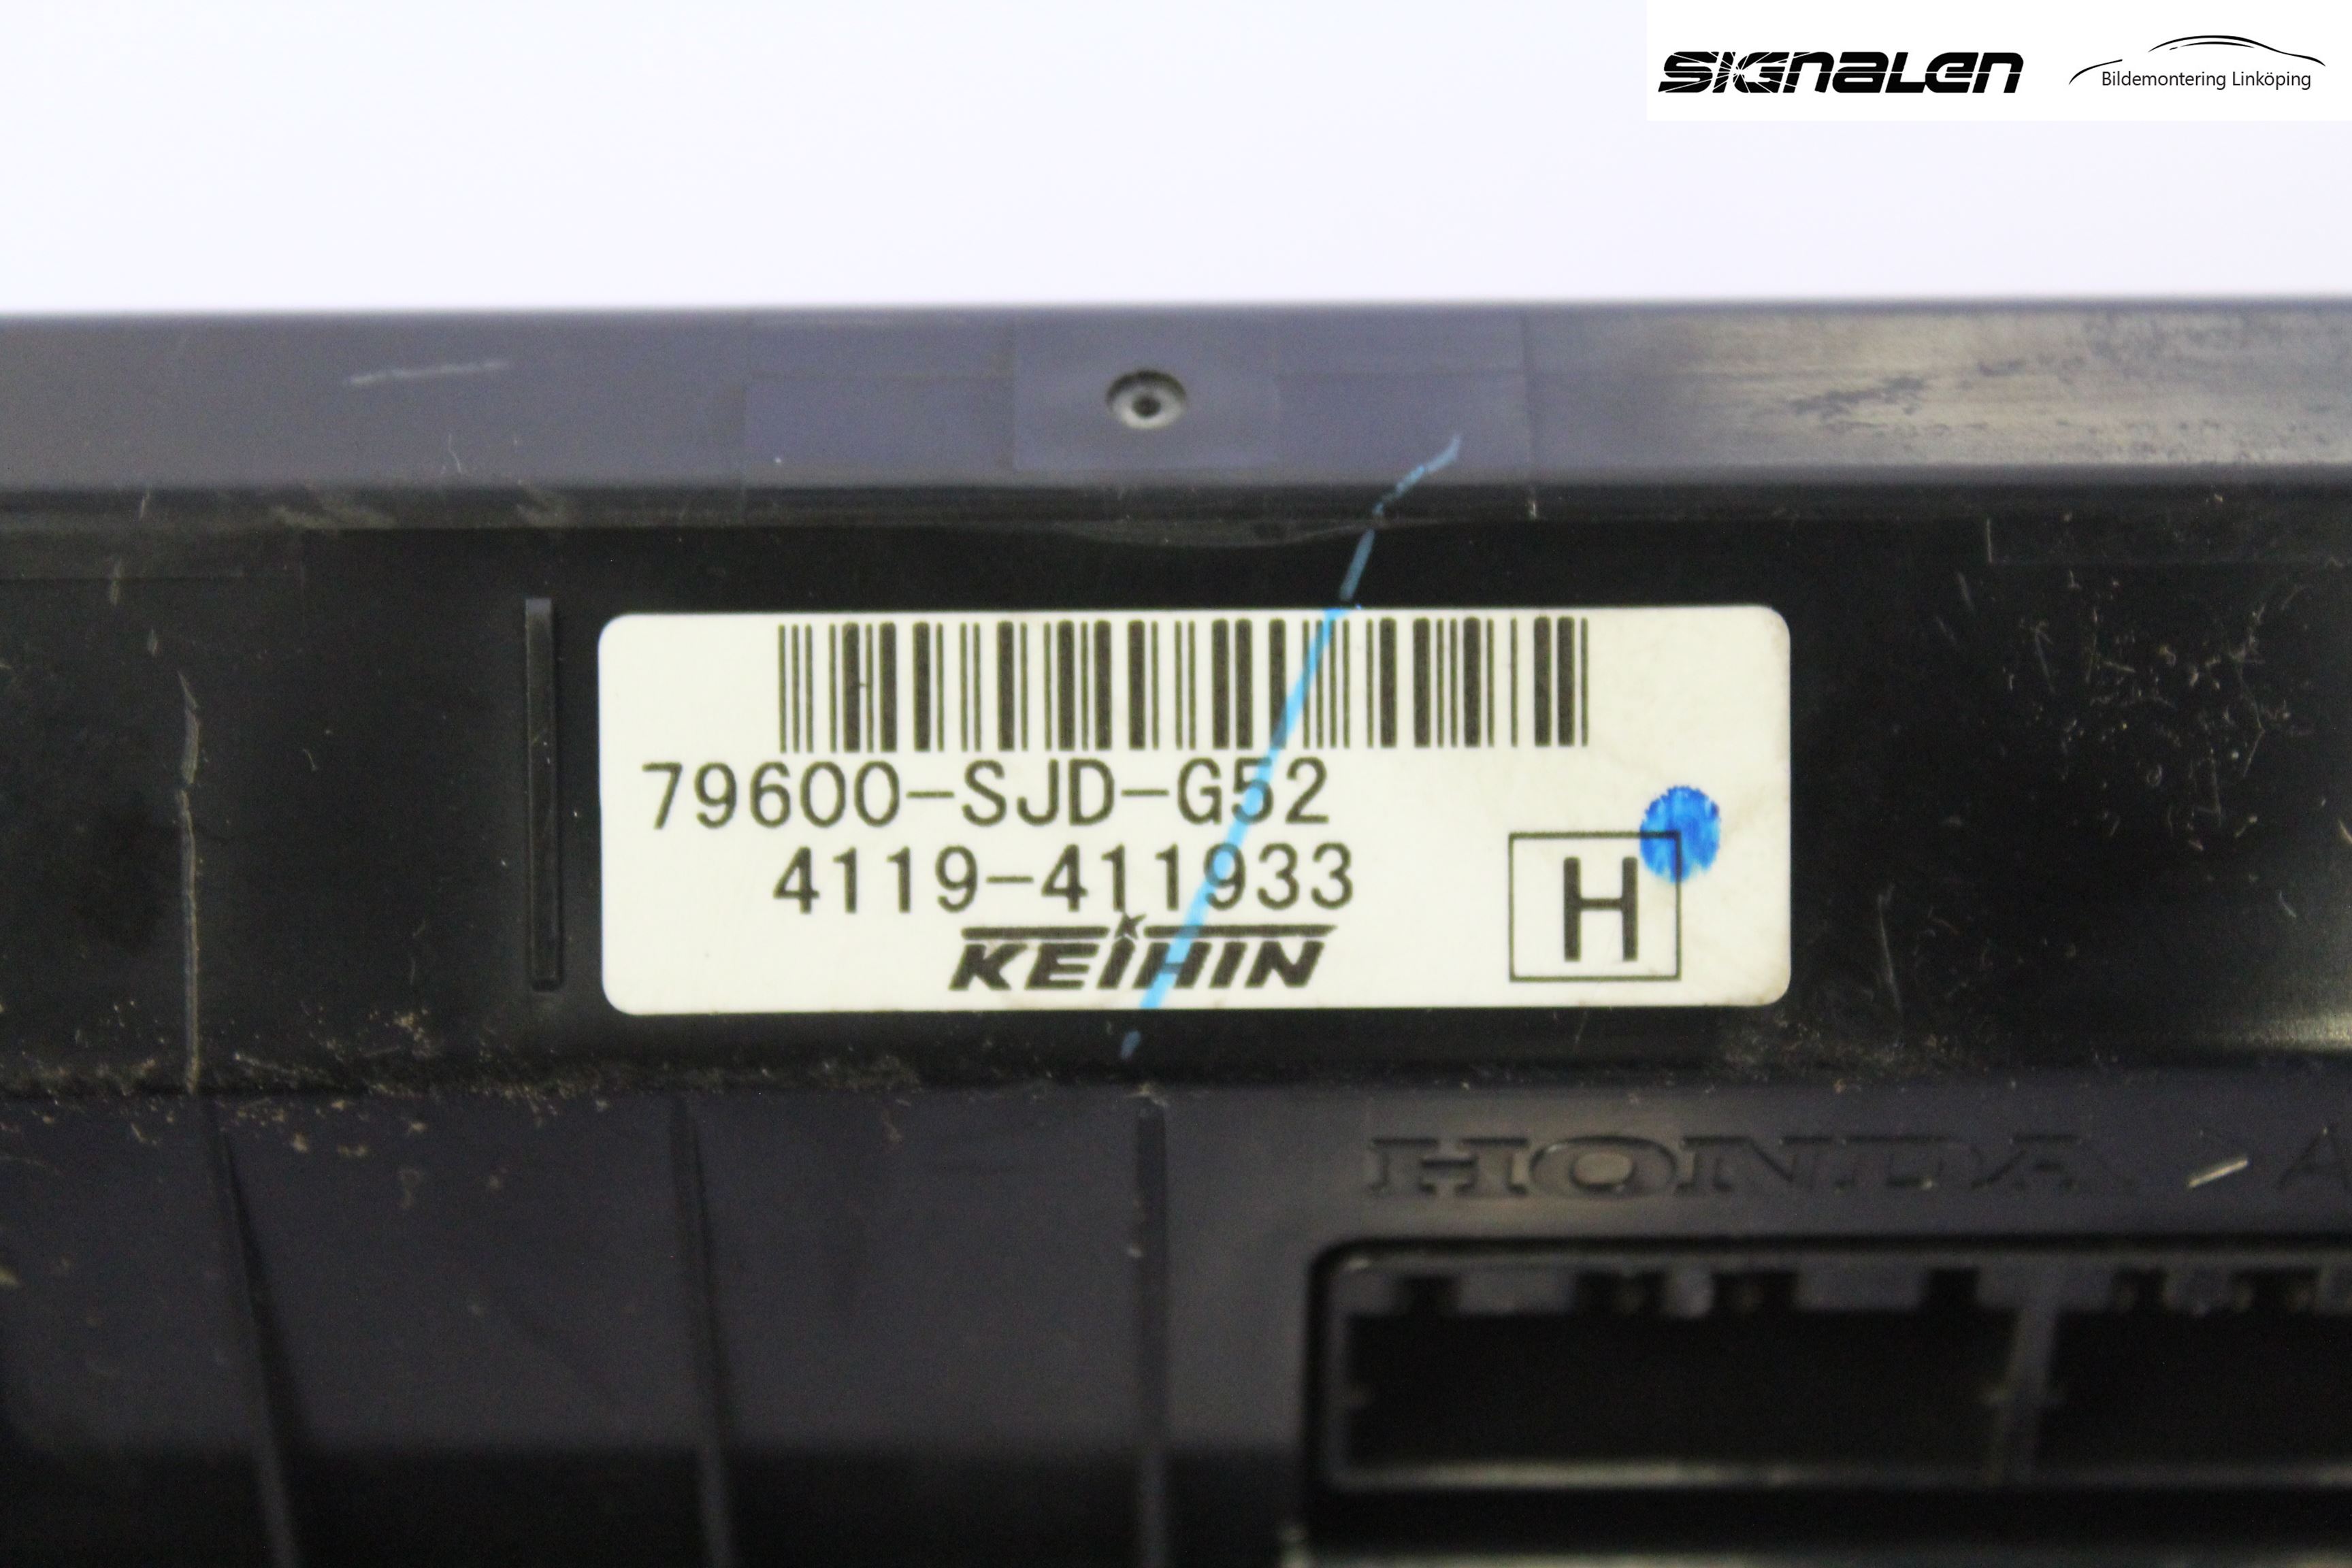 SIGNALEN
Bildemontering Linköping
79600-SJD-G52
4119-411933
KEIHIN
H
HONDA >A